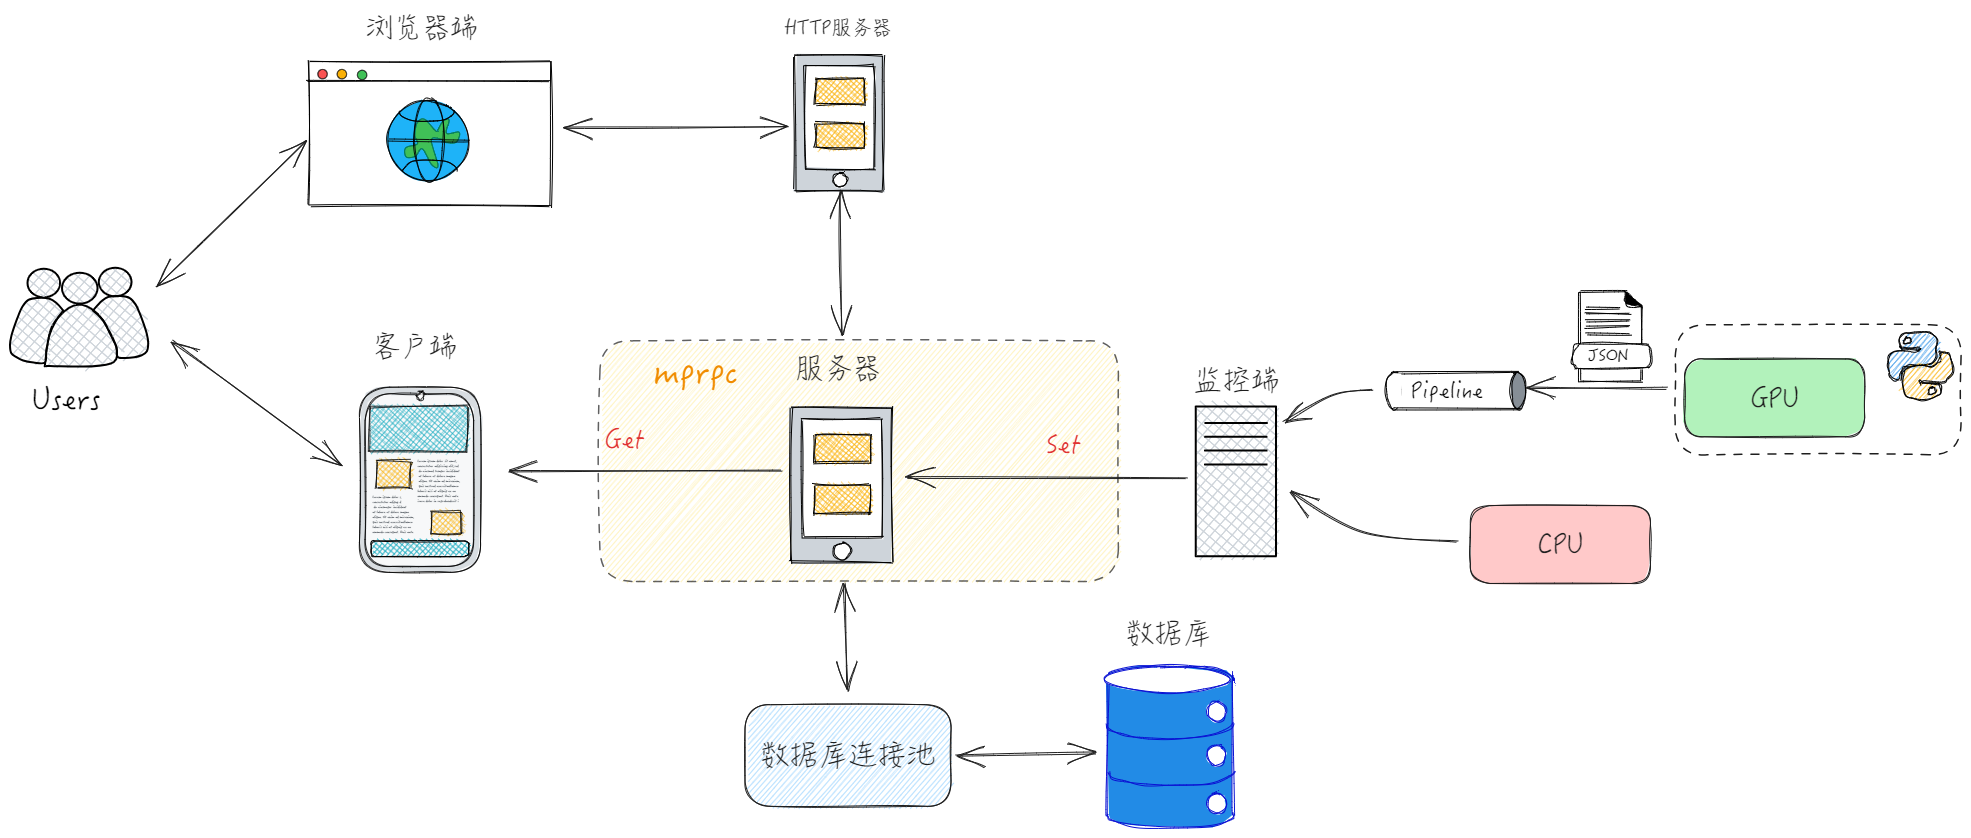 浏览器端
HTTP服务器
Users
客户端
mprpc
服务器
Get
Set
监控端
Pipeline
JSON
GPU
CPU
数据库
数据库连接池